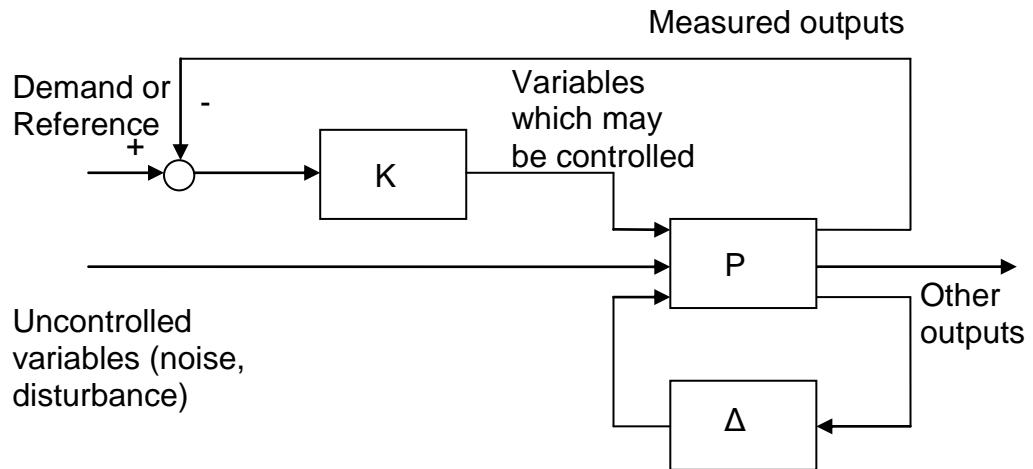 Measured outputs
Demand or
Reference
-
+
Variables
which may
be controlled
K
P
Other
outputs
Uncontrolled
variables (noise,
disturbance)
Δ